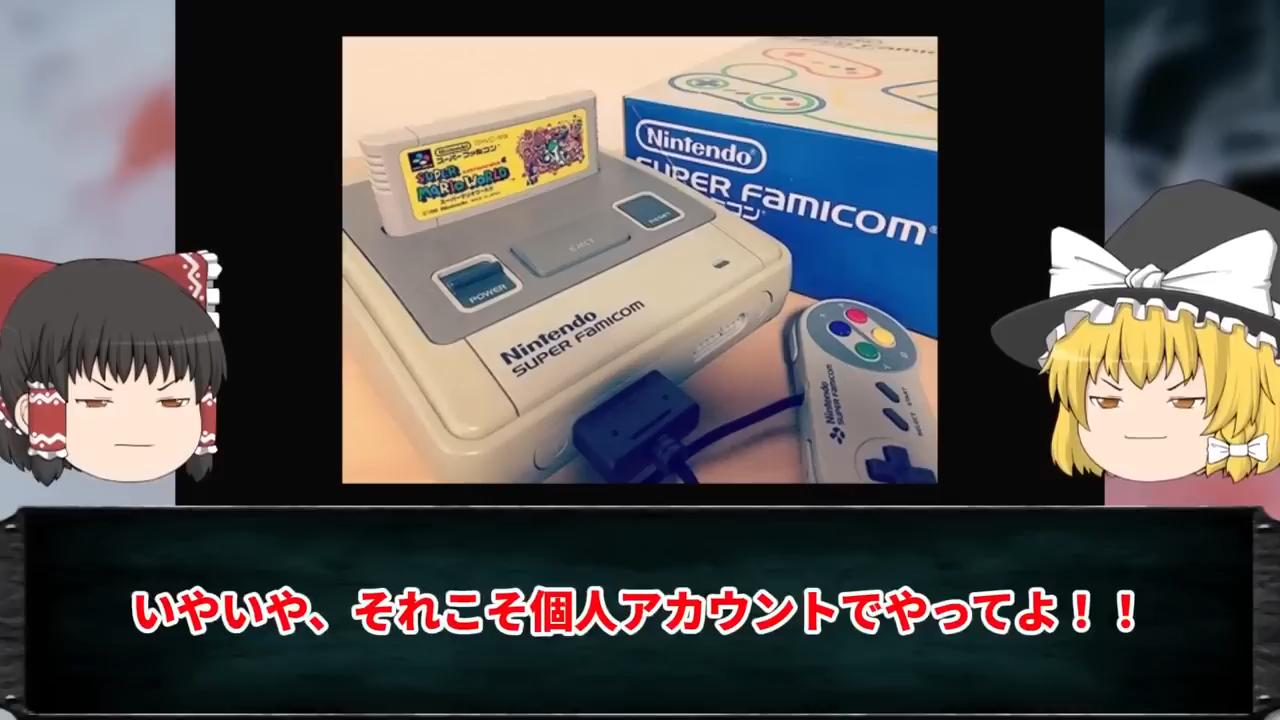 Nintendo
スーパーファミコン
SUPER
MARIO WORLD
スーパーマリオワールド
Nintendo
SUPER FAMICOM
POWER
EJECT
RESET
Nintendo
SUPER FAMICOM
Nintendo
SUPER FAMICOM
SELECT
START
いやいや、それこそ個人アカウントでやってよ！！